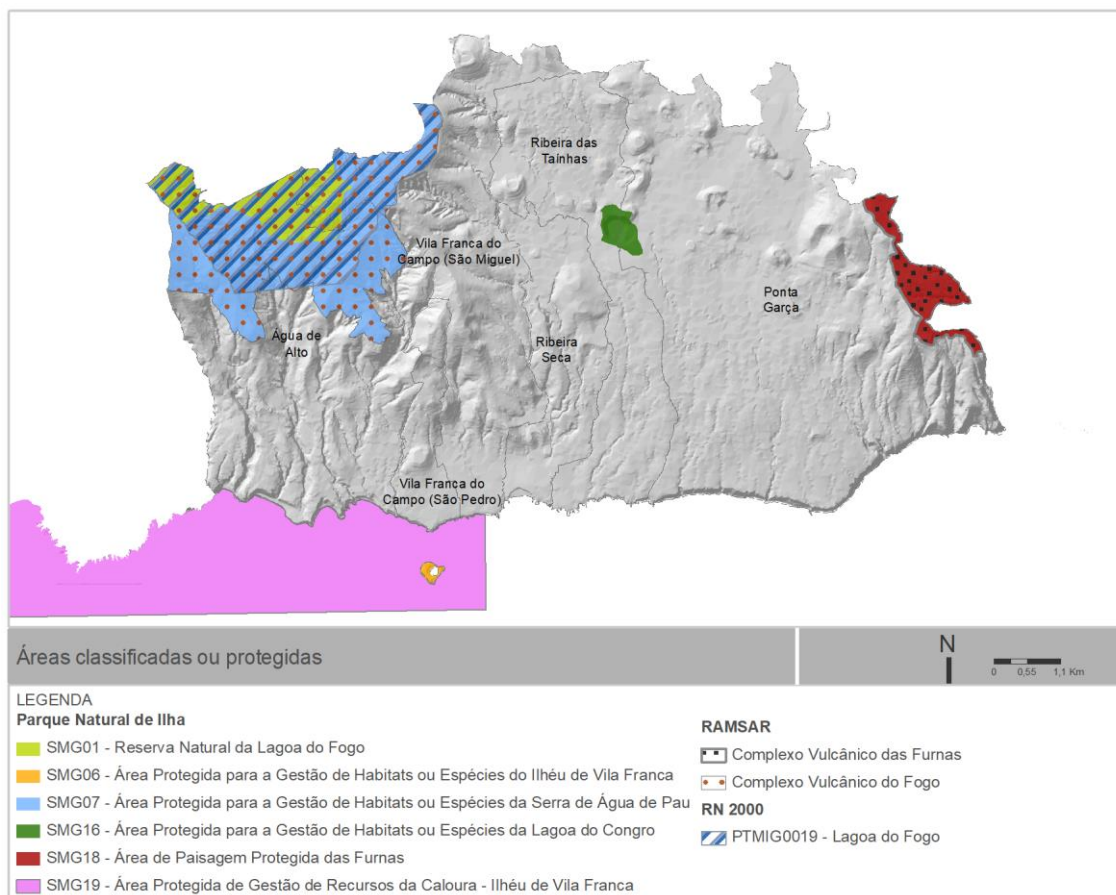 Ribeira das
Taínhas
Vila Franca do
Campo (São Miguel)
Ponta
Garça
Água de
Alto
Ribeira
Seca
Vila França do
Campo (São Pedro)
Áreas classificadas ou protegidas
N
0 0,55 1,1 Km
LEGENDA
Parque Natural de Ilha
SMG01 - Reserva Natural da Lagoa do Fogo
SMG06 - Área Protegida para a Gestão de Habitats ou Espécies do Ilhéu de Vila Franca
SMG07 - Área Protegida para a Gestão de Habitats ou Espécies da Serra de Água de Pau
SMG16 - Área Protegida para a Gestão de Habitats ou Espécies da Lagoa do Congro
SMG18 - Área de Paisagem Protegida das Furnas
SMG19 - Área Protegida de Gestão de Recursos da Caloura - Ilhéu de Vila Franca
RAMSAR
Complexo Vulcânico das Furnas
Complexo Vulcânico do Fogo
RN 2000
PTMIG0019 - Lagoa do Fogo